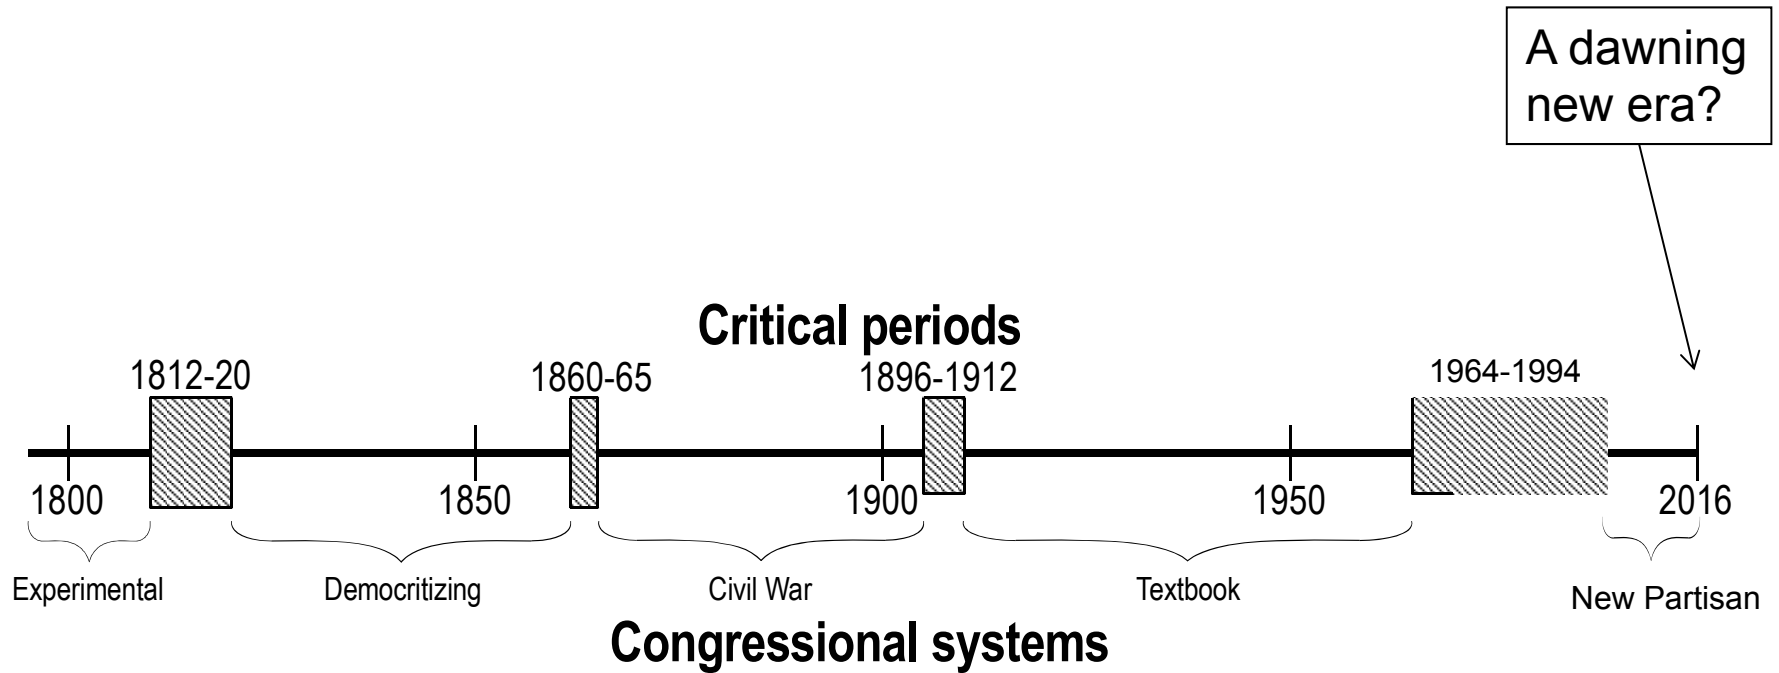 A dawning
new era?
Critical periods
1812-20
1860-65
1896-1912
1964-1994
1800
1850
1900
1950
2016
Experimental
Democritizing
Civil War
Textbook
New Partisan
Congressional systems